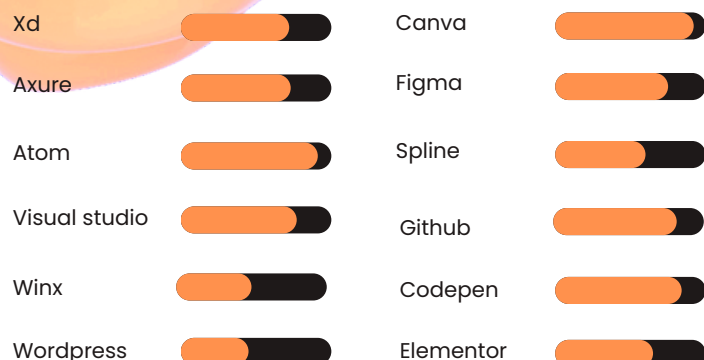 Xd
Axure
Atom
Visual studio
Winx
Wordpress
Canva
Figma
Spline
Github
Codepen
Elementor